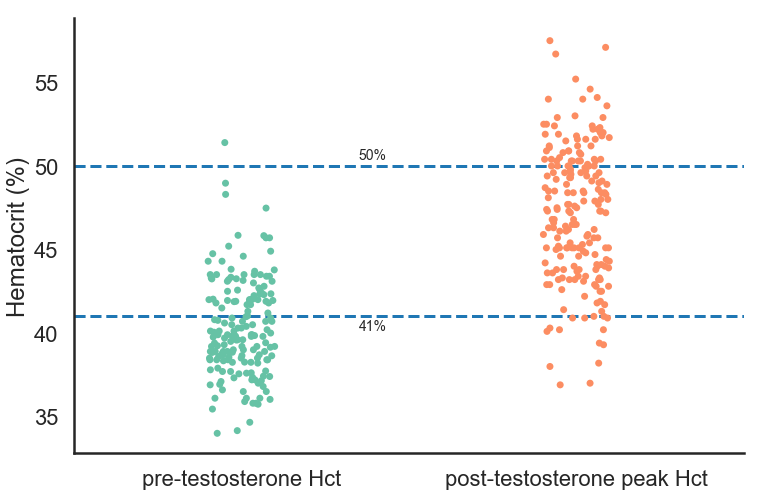 Hematocrit (%)
55
50
45
40
35
50%
41%
pre-testosterone Hct
post-testosterone peak Hct